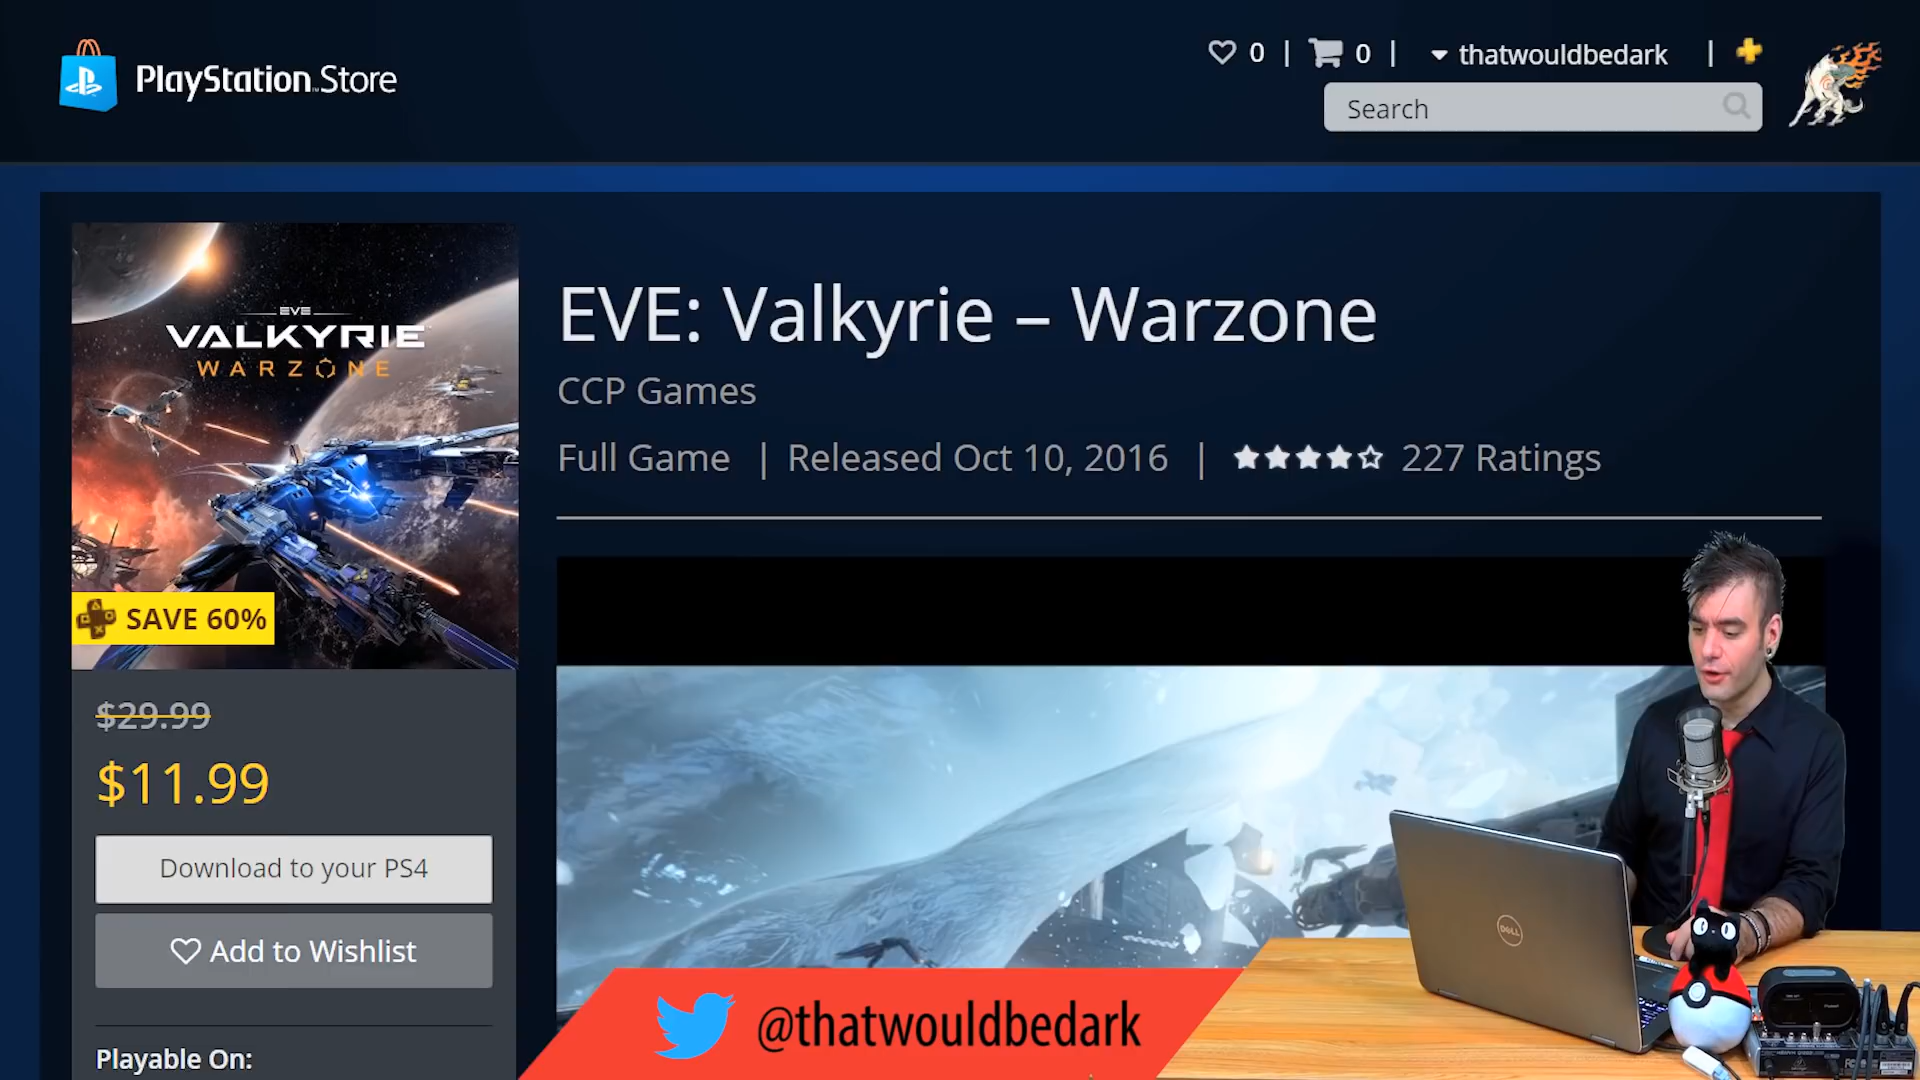 PlayStation Store
0 | 0 | thatwouldbedark |
Search
EVE
VALKYRIE
WARZONE
SAVE 60%
$29.99
$11.99
Download to your PS4
Add to Wishlist
Playable On:
EVE: Valkyrie – Warzone
CCP Games
Full Game | Released Oct 10, 2016 | 227 Ratings
@thatwouldbedark
DELL